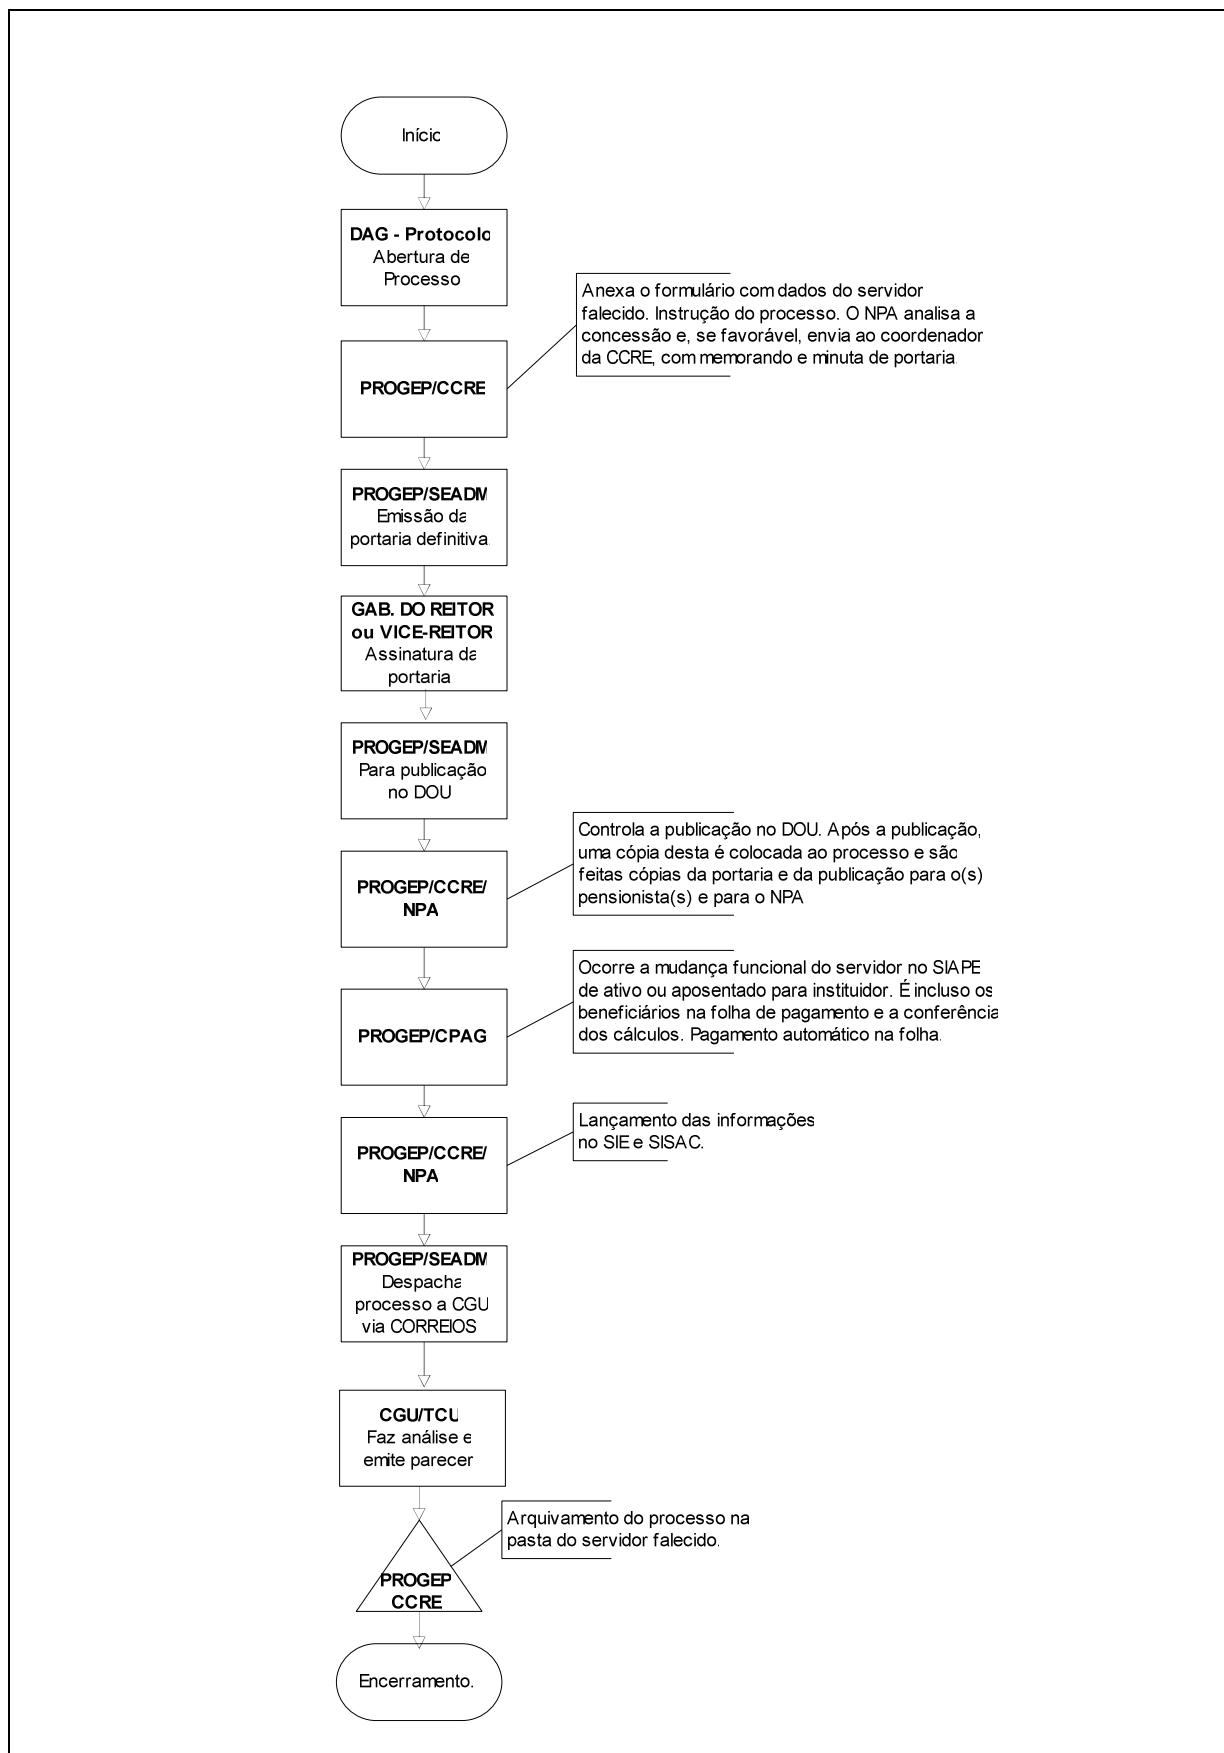 Início
DAG - Protocolo
Abertura de
Processo
Anexa o formulário com dados do servidor
falecido. Instrução do processo. O NPA analisa a
concessão e, se favorável, envia ao coordenador
da CCRE, com memorando e minuta de portaria
PROGEP/CCRE
PROGEP/SEADM
Emissão da
portaria definitiva
GAB. DO REITOR
ou VICE-REITOR
Assinatura da
portaria
PROGEP/SEADM
Para publicação
no DOU
Controla a publicação no DOU. Após a publicação,
uma cópia desta é colocada ao processo e são
feitas cópias da portaria e da publicação para o(s)
pensionista(s) e para o NPA
PROGEP/CCRE/
NPA
Ocorre a mudança funcional do servidor no SIAPE
de ativo ou aposentado para instituidor. É incluso os
beneficiários na folha de pagamento e a conferência
dos cálculos. Pagamento automático na folha.
PROGEP/CPAG
Lançamento das informações
no SIE e SISAC.
PROGEP/CCRE/
NPA
PROGEP/SEADM
Despacha
processo a CGU
via CORREIOS
CGU/TCU
Faz análise e
emite parecer
Arquivamento do processo na
pasta do servidor falecido.
PROGEP
CCRE
Encerramento.